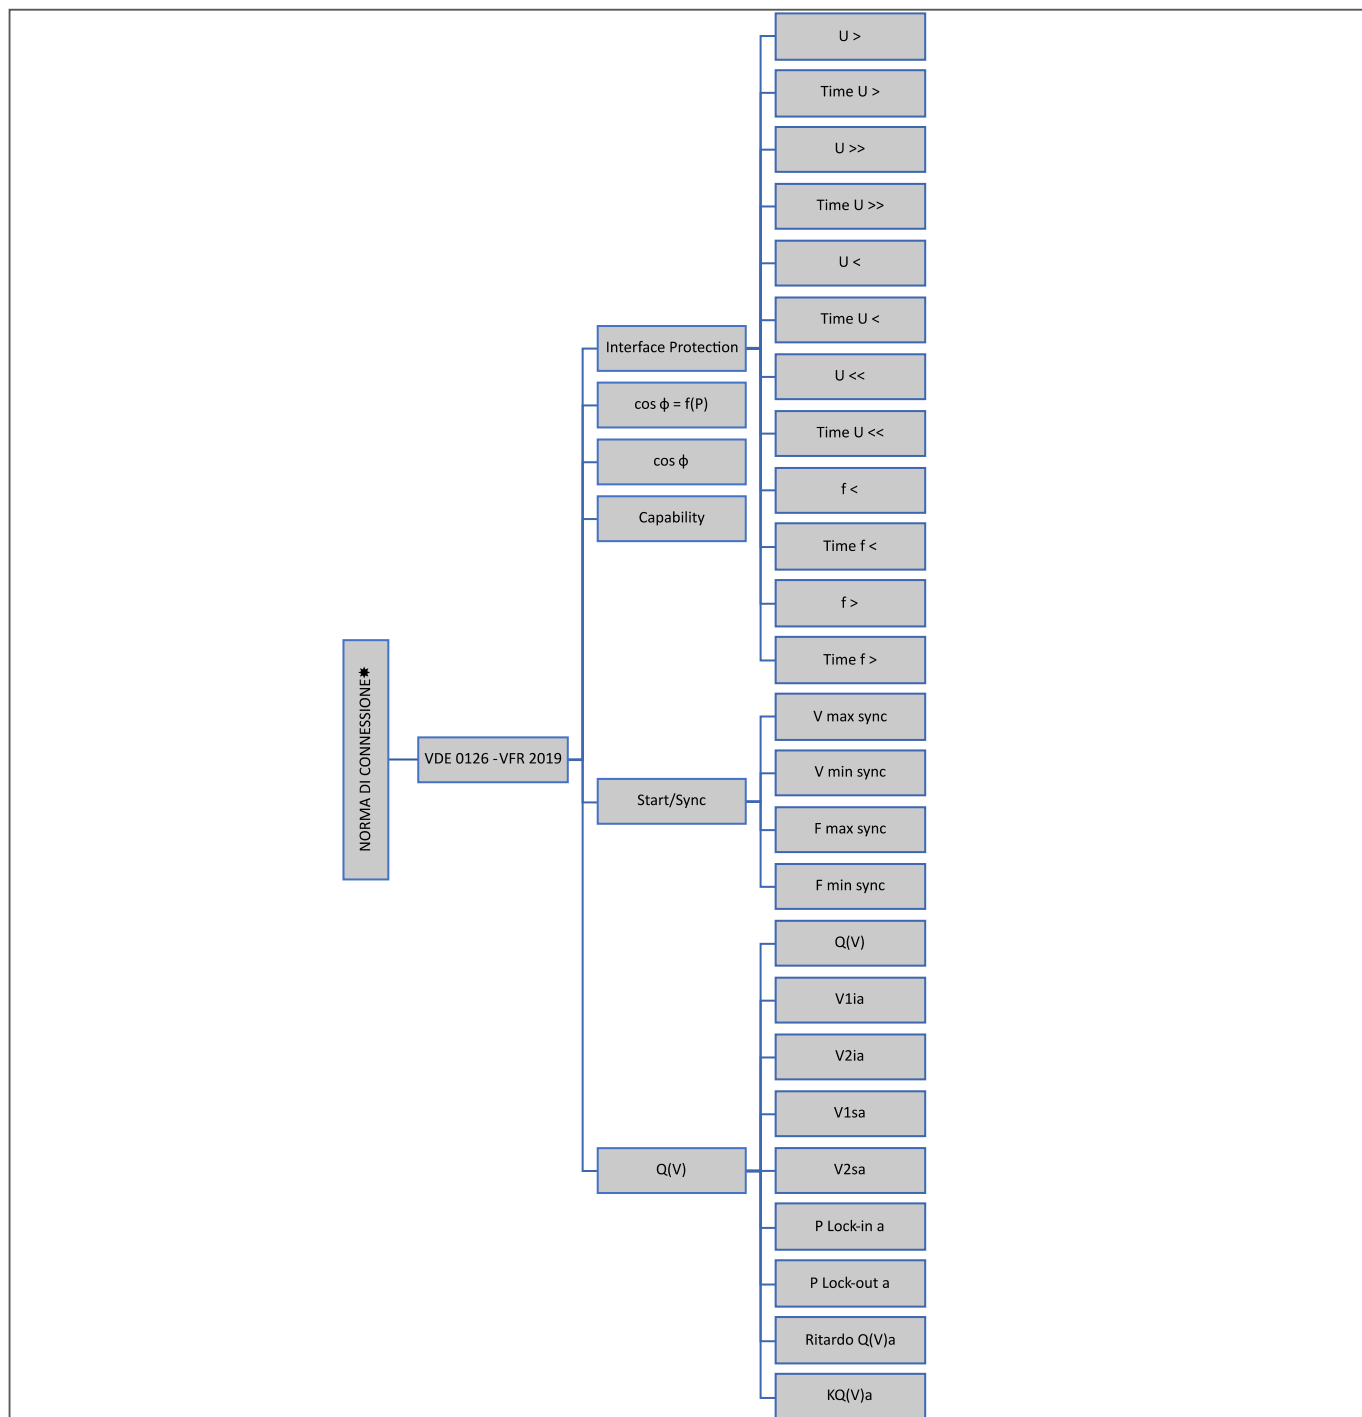 NORMA DI CONNESSIONE✸
VDE 0126 - VFR 2019
Interface Protection
U >
Time U >
U >>
Time U >>
U <
Time U <
U <<
Time U <<
f <
Time f <
f >
Time f >
cos ϕ = f(P)
cos ϕ
Capability
Start/Sync
V max sync
V min sync
F max sync
F min sync
Q(V)
Q(V)
V1ia
V2ia
V1sa
V2sa
P Lock-in a
P Lock-out a
Ritardo Q(V)a
KQ(V)a